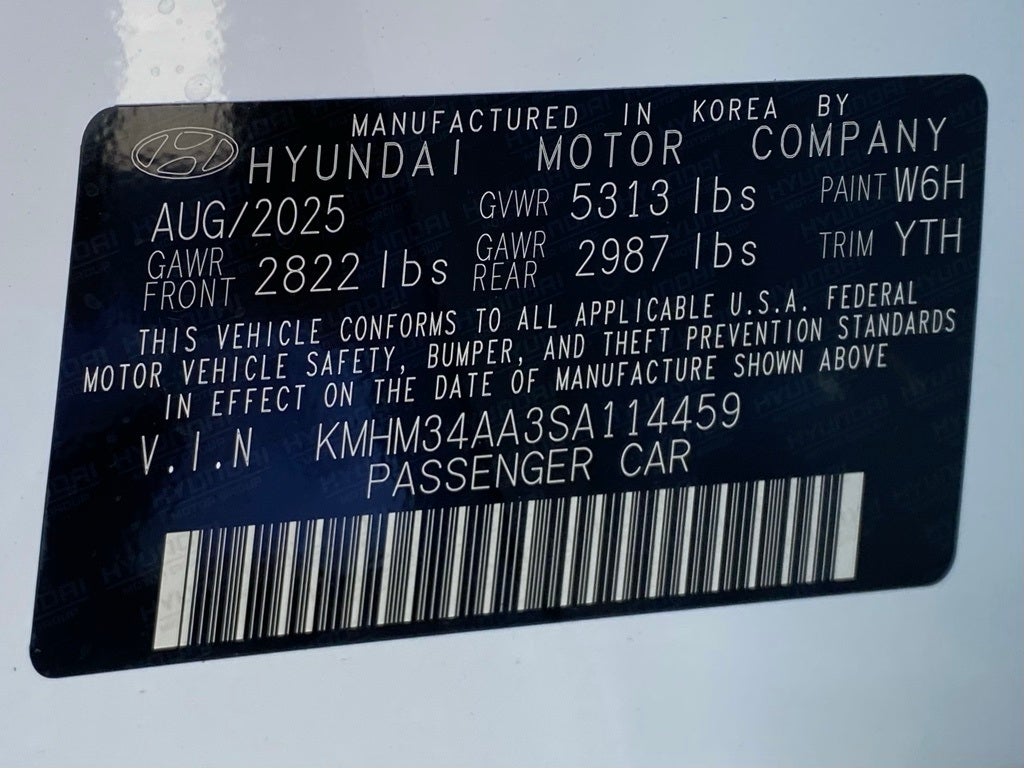 MANUFACTURED IN KOREA BY
HYUNDAI MOTOR COMPANY
AUG/2025 GVWR 5313 lbs PAINT W6H
GAWR FRONT 2822 lbs GAWR REAR 2987 lbs TRIM YTH
THIS VEHICLE CONFORMS TO ALL APPLICABLE U.S.A. FEDERAL
MOTOR VEHICLE SAFETY, BUMPER, AND THEFT PREVENTION STANDARDS
IN EFFECT ON THE DATE OF MANUFACTURE SHOWN ABOVE
V.I.N KMHM34AA3SA114459
PASSENGER CAR